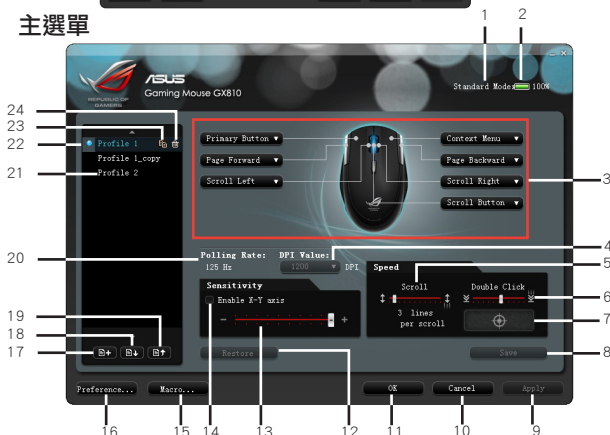 主選單
1
2
REPUBLIC OF
GAMERS
ASUS
Gaming Mouse GX810
Standard Mode: 100%
24
23
22
21
Profile 1
Profile 1_copy
Profile 2
Primary Button
Context Menu
Page Forward
Page Backward
Scroll Left
Scroll Right
Scroll Button
3
20
Polling Rate:
125 Hz
DPI Value:
1200
DPI
4
5
Speed
Scroll
Double Click
3 lines
per scroll
6
7
Sensitivity
Enable X-Y axis
19
18
17
Restore
Save
8
Preference...
Macro...
OK
Cancel
Apply
16
15
14
13
12
11
10
9